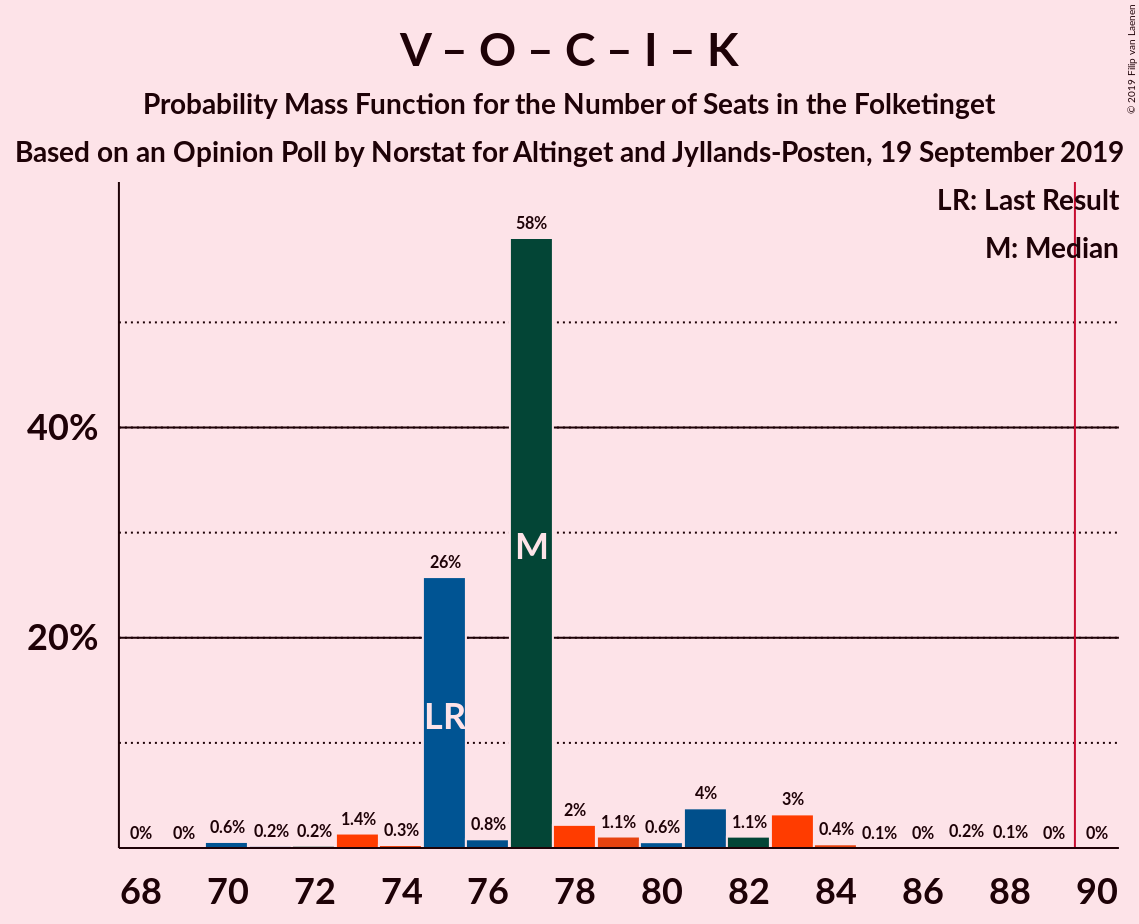 V – O – C – I – K
Probability Mass Function for the Number of Seats in the Folketinget
Based on an Opinion Poll by Norstat for Altinget and Jyllands-Posten, 19 September 2019
© 2019 Filip van Laenen
LR: Last Result
M: Median
40%
20%
0% 0% 0.6% 0.2% 0.2% 1.4% 0.3% 26% 0.8% 58% 2% 1.1% 0.6% 4% 1.1% 3% 0.4% 0.1% 0% 0.2% 0.1% 0% 0%
LR
M
68 70 72 74 76 78 80 82 84 86 88 90